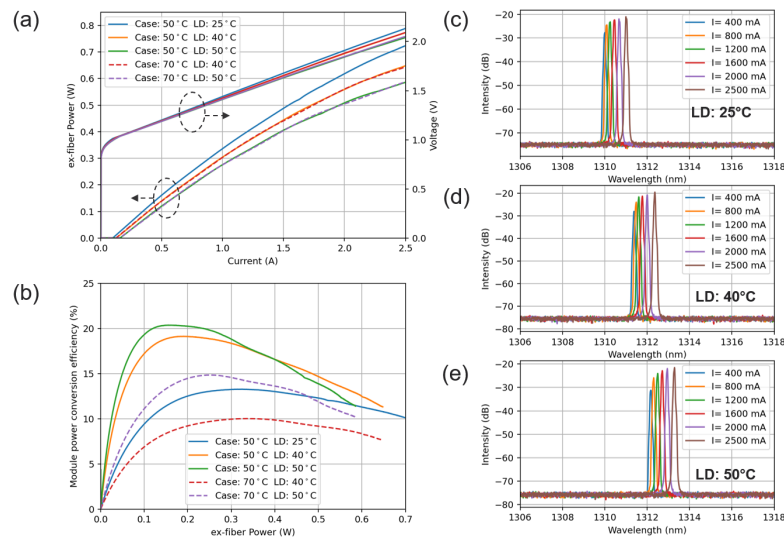 (a)
0.8
0.7
0.6
0.5
0.4
0.3
0.2
0.1
0.0
ex-fiber Power (W)
Case: 50°C LD: 25°C
Case: 50°C LD: 40°C
Case: 50°C LD: 50°C
Case: 70°C LD: 40°C
Case: 70°C LD: 50°C
2.0
1.5
1.0
0.5
0.0
Voltage (V)
0.0 0.5 1.0 1.5 2.0 2.5
Current (A)
(b)
25
20
15
10
5
0
Module power conversion efficiency (%)
Case: 50°C LD: 25°C
Case: 50°C LD: 40°C
Case: 50°C LD: 50°C
Case: 70°C LD: 40°C
Case: 70°C LD: 50°C
0.0 0.1 0.2 0.3 0.4 0.5 0.6 0.7
ex-fiber Power (W)
(c)
−20
−30
−40
−50
−60
−70
Intensity (dB)
I= 400 mA
I= 800 mA
I= 1200 mA
I= 1600 mA
I= 2000 mA
I= 2500 mA
LD: 25°C
1306 1308 1310 1312 1314 1316 1318
Wavelength (nm)
(d)
−20
−30
−40
−50
−60
−70
−80
Intensity (dB)
I= 400 mA
I= 800 mA
I= 1200 mA
I= 1600 mA
I= 2000 mA
I= 2500 mA
LD: 40°C
1306 1308 1310 1312 1314 1316 1318
Wavelength (nm)
(e)
−20
−30
−40
−50
−60
−70
−80
Intensity (dB)
I= 400 mA
I= 800 mA
I= 1200 mA
I= 1600 mA
I= 2000 mA
I= 2500 mA
LD: 50°C
1306 1308 1310 1312 1314 1316 1318
Wavelength (nm)